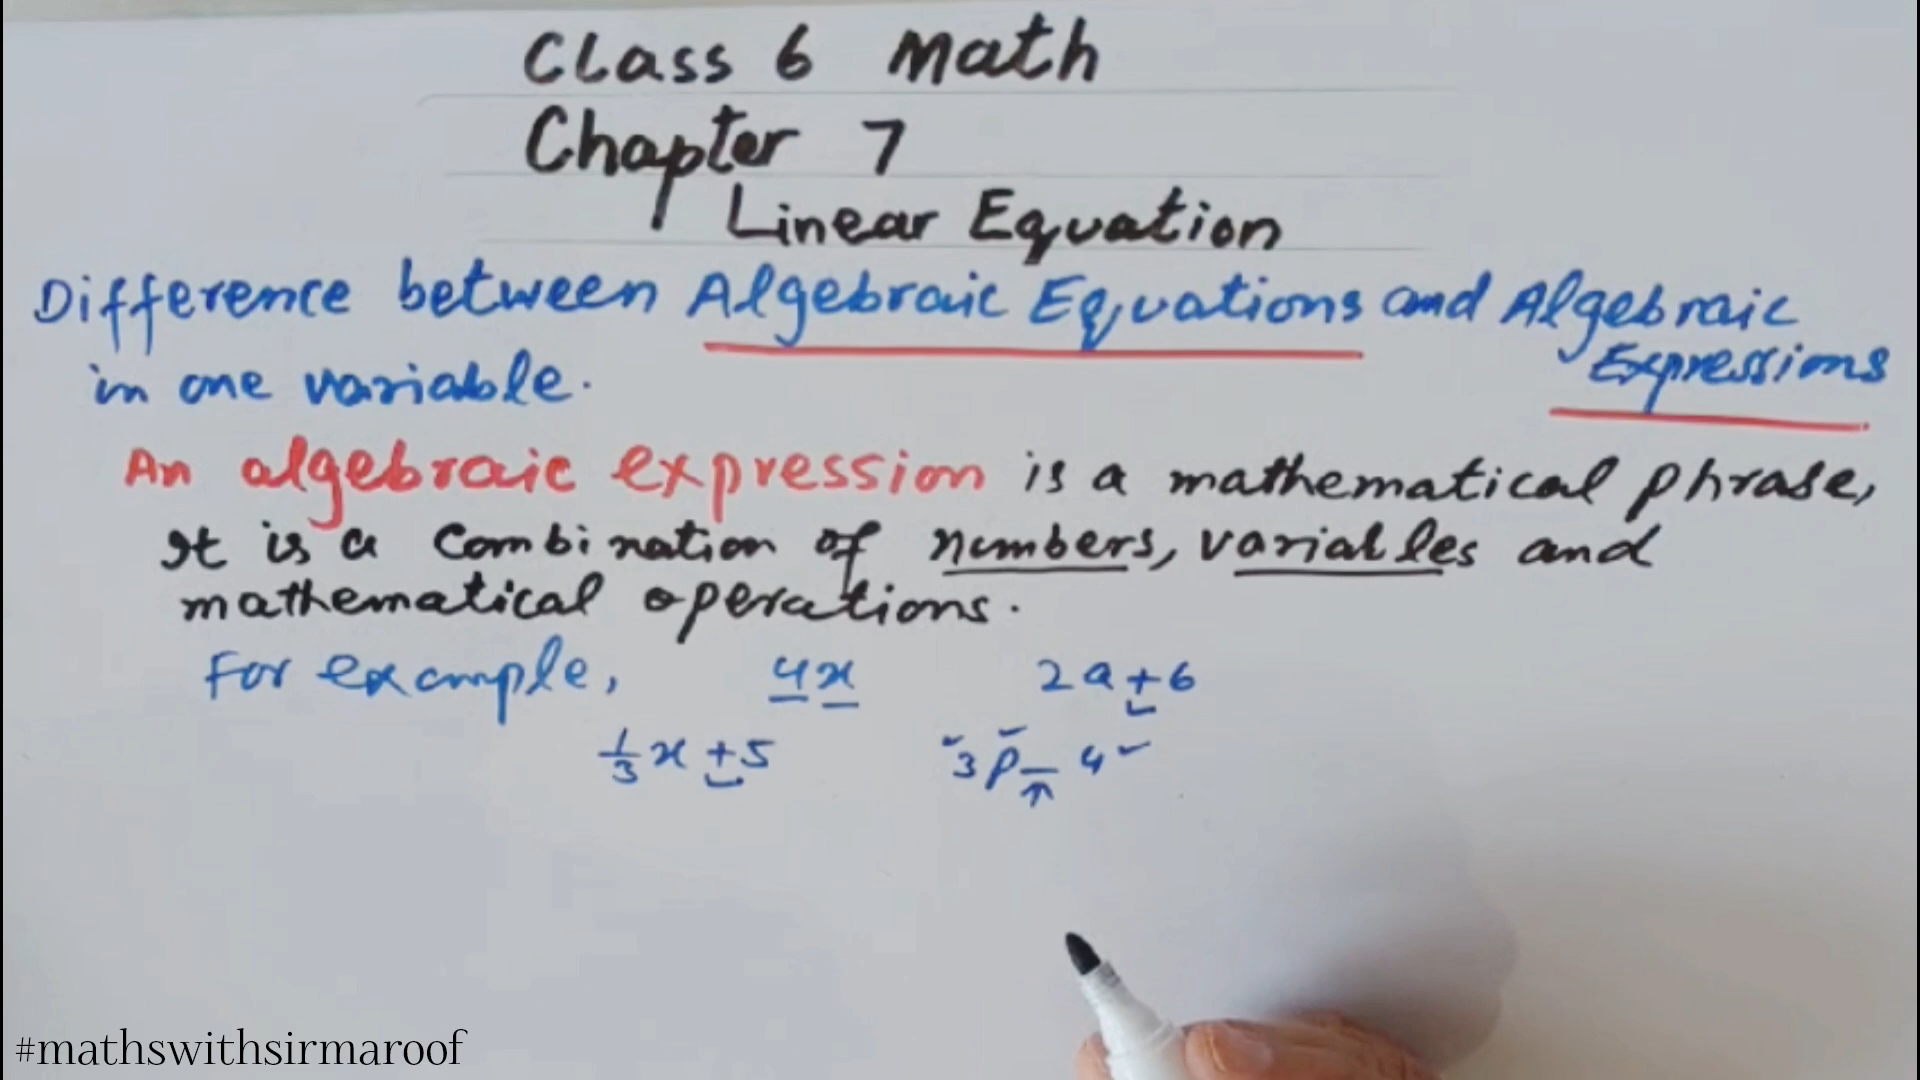 Class 6 Math
Chapter 7
Linear Equation
Difference between Algebraic Equations and Algebraic
Expressions
in one variable.
An algebraic expression is a mathematical phrase,
It is a combination of numbers, variables and
mathematical operations.
For example, 4x 2a+6
1/3 x + 5 3p - 4
#mathswithsirmaroof